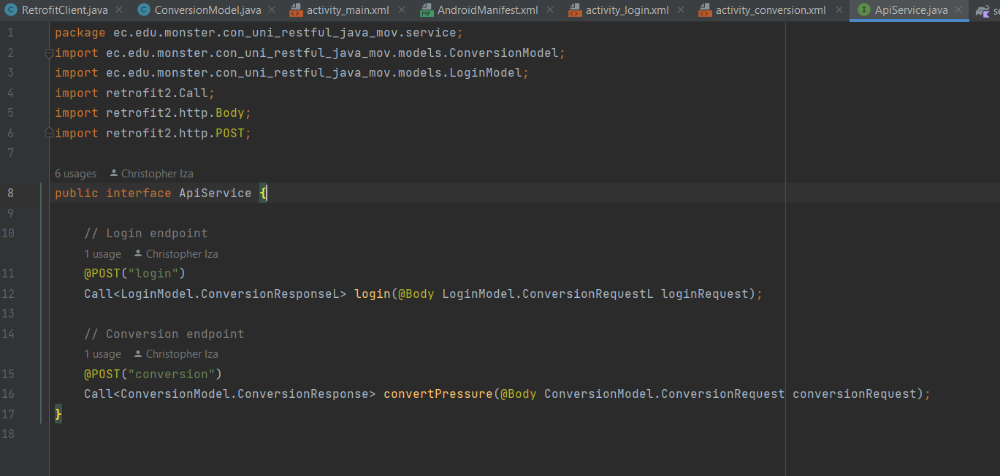 RetrofitClient.java ConversionModel.java activity_main.xml AndroidManifest.xml activity_login.xml activity_conversion.xml ApiService.java
1 package ec.edu.monster.con_uni_restful_java_mov.service;
2 import ec.edu.monster.con_uni_restful_java_mov.models.ConversionModel;
3 import ec.edu.monster.con_uni_restful_java_mov.models.LoginModel;
4 import retrofit2.Call;
5 import retrofit2.http.Body;
6 import retrofit2.http.POST;
7
6 usages Christopher Iza
8 public interface ApiService {
9
10 // Login endpoint
1 usage Christopher Iza
11 @POST("login")
12 Call<LoginModel.ConversionResponseL> login(@Body LoginModel.ConversionRequestL loginRequest);
13
14 // Conversion endpoint
1 usage Christopher Iza
15 @POST("conversion")
16 Call<ConversionModel.ConversionResponse> convertPressure(@Body ConversionModel.ConversionRequest conversionRequest);
17 }
18